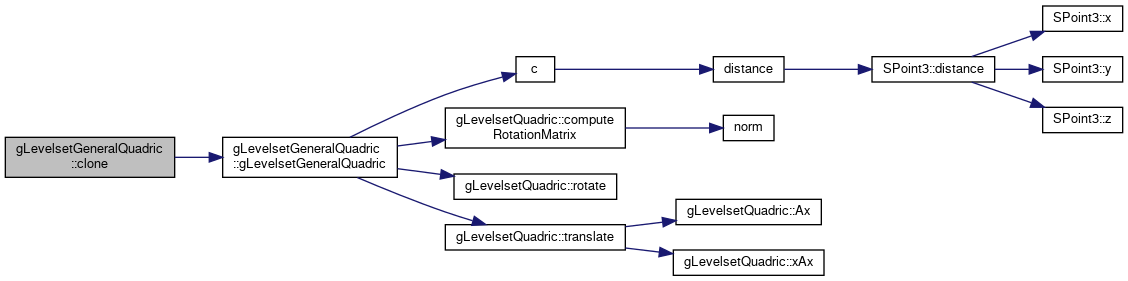 gLevelsetGeneralQuadric
::clone
gLevelsetGeneralQuadric
::gLevelsetGeneralQuadric
c
distance
SPoint3::distance
SPoint3::x
SPoint3::y
SPoint3::z
gLevelsetQuadric::compute
RotationMatrix
norm
gLevelsetQuadric::rotate
gLevelsetQuadric::translate
gLevelsetQuadric::Ax
gLevelsetQuadric::xAx